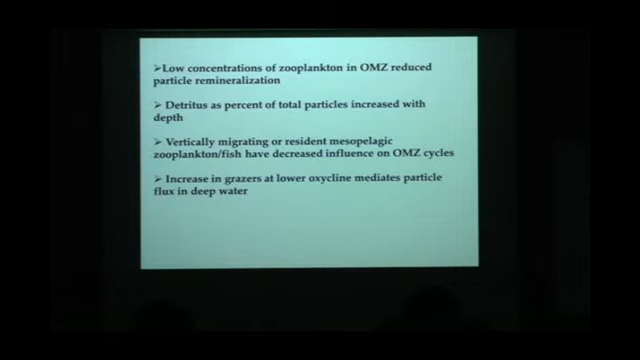 ➢Low concentrations of zooplankton in OMZ reduced
particle remineralization
➢ Detritus as percent of total particles increased with
depth
➢ Vertically migrating or resident mesopelagic
zooplankton/fish have decreased influence on OMZ cycles
➢ Increase in grazers at lower oxycline mediates particle
flux in deep water